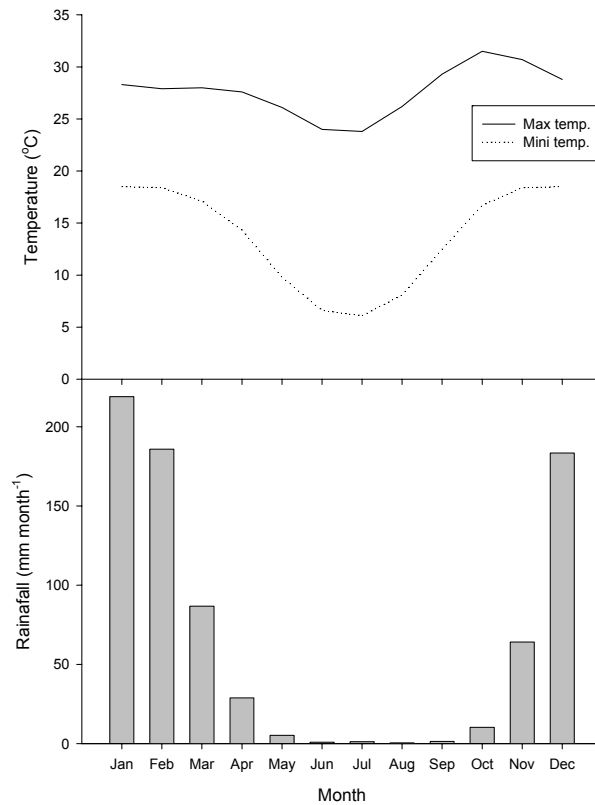 35
30
25
20
15
10
5
0
Temperature (°C)
Max temp.
Mini temp.
200
150
100
50
0
Rainafall (mm month⁻¹)
Jan Feb Mar Apr May Jun Jul Aug Sep Oct Nov Dec
Month